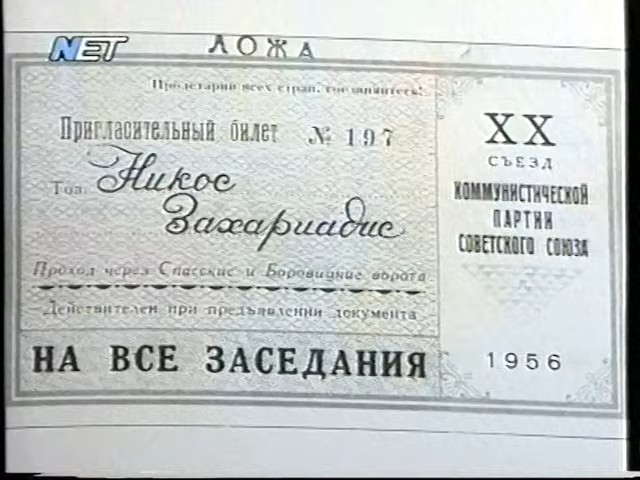 NET
ЛОЖА
Пролетарии всех стран, соединяйтесь!
Пригласительный билет № 197
Тов. Никос
Захариадис
Проход через Спасские и Боровицкие ворота
Действителен при предъявлении документа
НА ВСЕ ЗАСЕДАНИЯ
XX
СЪЕЗД
КОММУНИСТИЧЕСКОЙ
ПАРТИИ
СОВЕТСКОГО СОЮЗА
1956